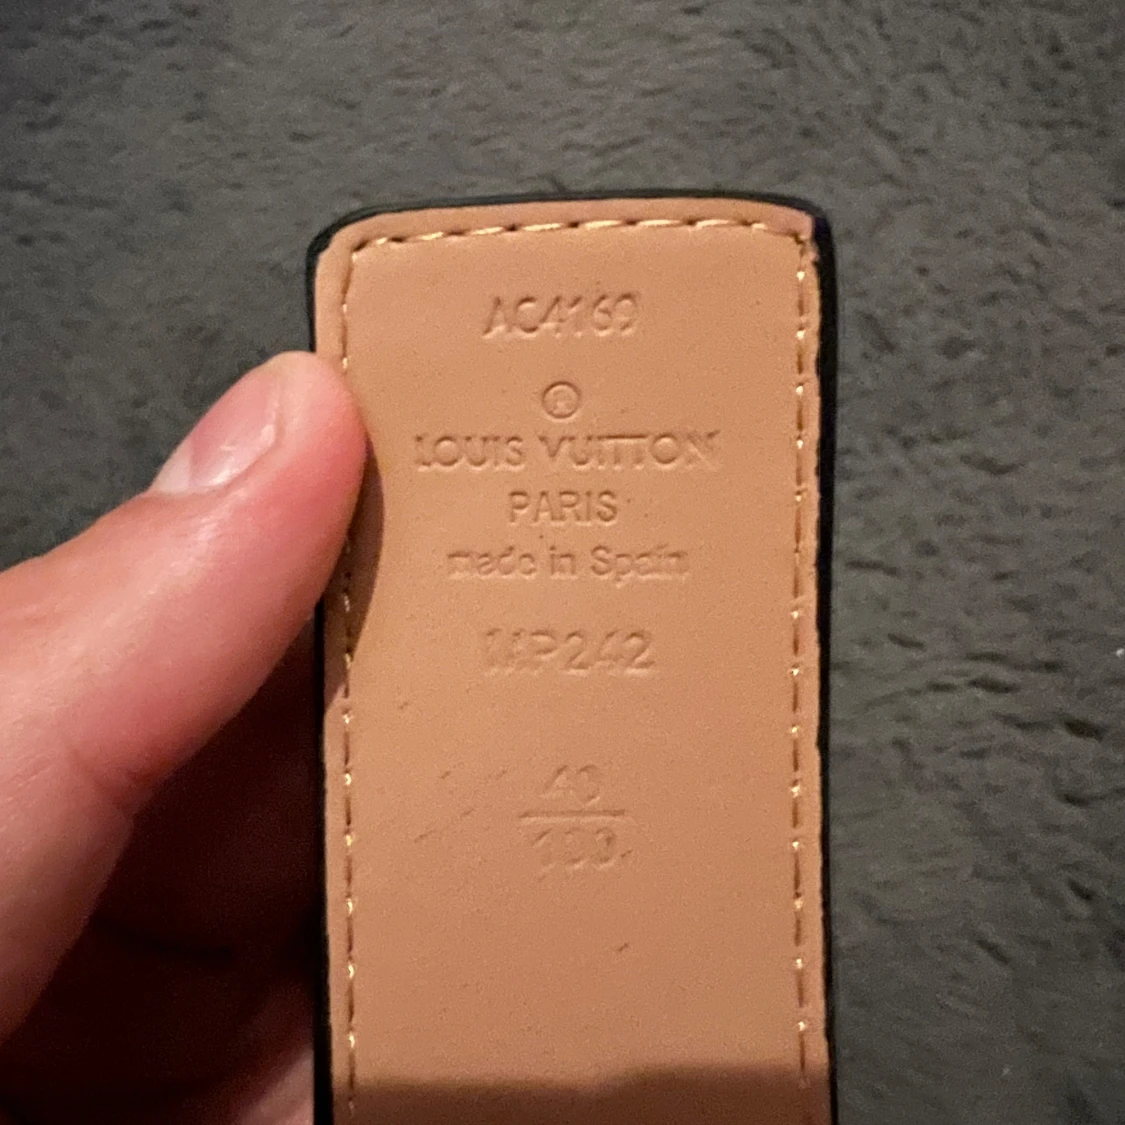 AC4169
®
LOUIS VUITTON
PARIS
made in Spain
MP242
40
100